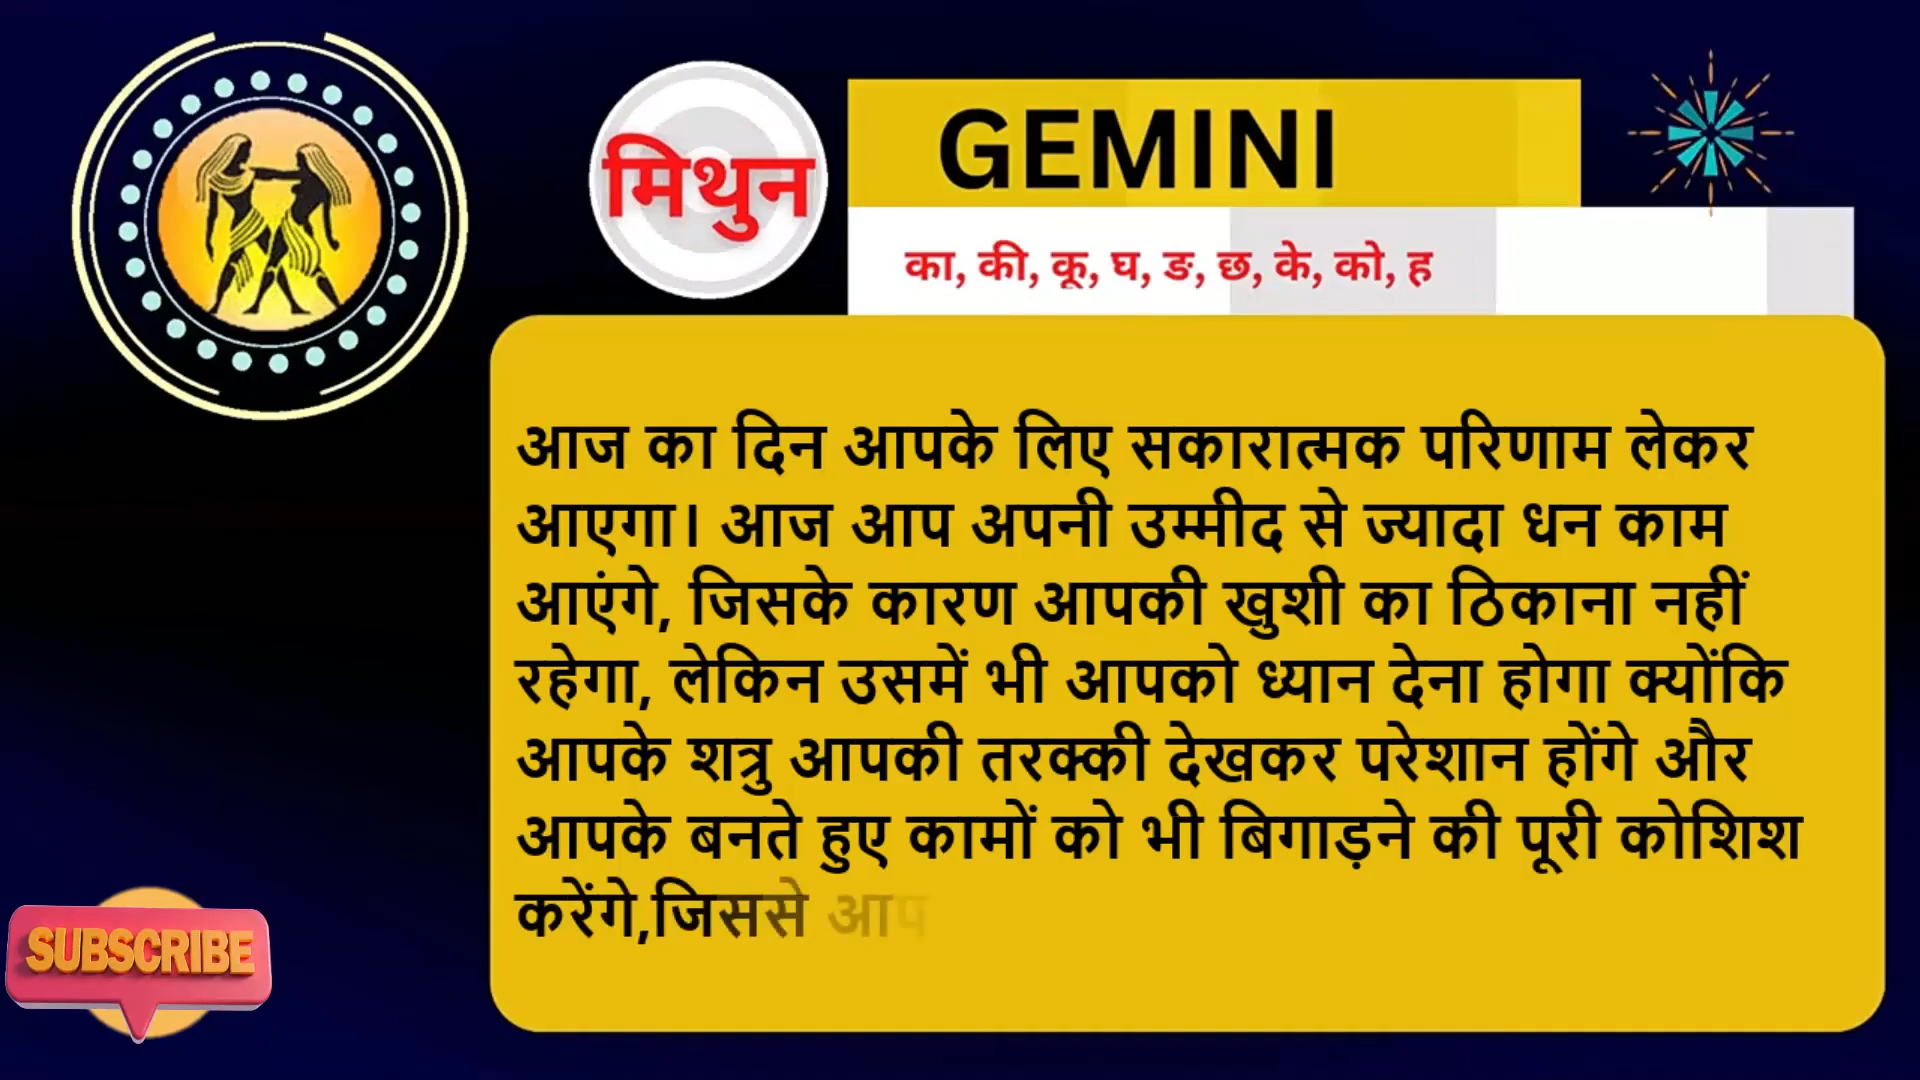 मिथुन
GEMINI
का, की, कू, घ, ङ, छ, के, को, ह
आज का दिन आपके लिए सकारात्मक परिणाम लेकर
आएगा। आज आप अपनी उम्मीद से ज्यादा धन काम
आएंगे, जिसके कारण आपकी खुशी का ठिकाना नहीं
रहेगा, लेकिन उसमें भी आपको ध्यान देना होगा क्योंकि
आपके शत्रु आपकी तरक्की देखकर परेशान होंगे और
आपके बनते हुए कामों को भी बिगाड़ने की पूरी कोशिश
करेंगे,जिससे आप
SUBSCRIBE